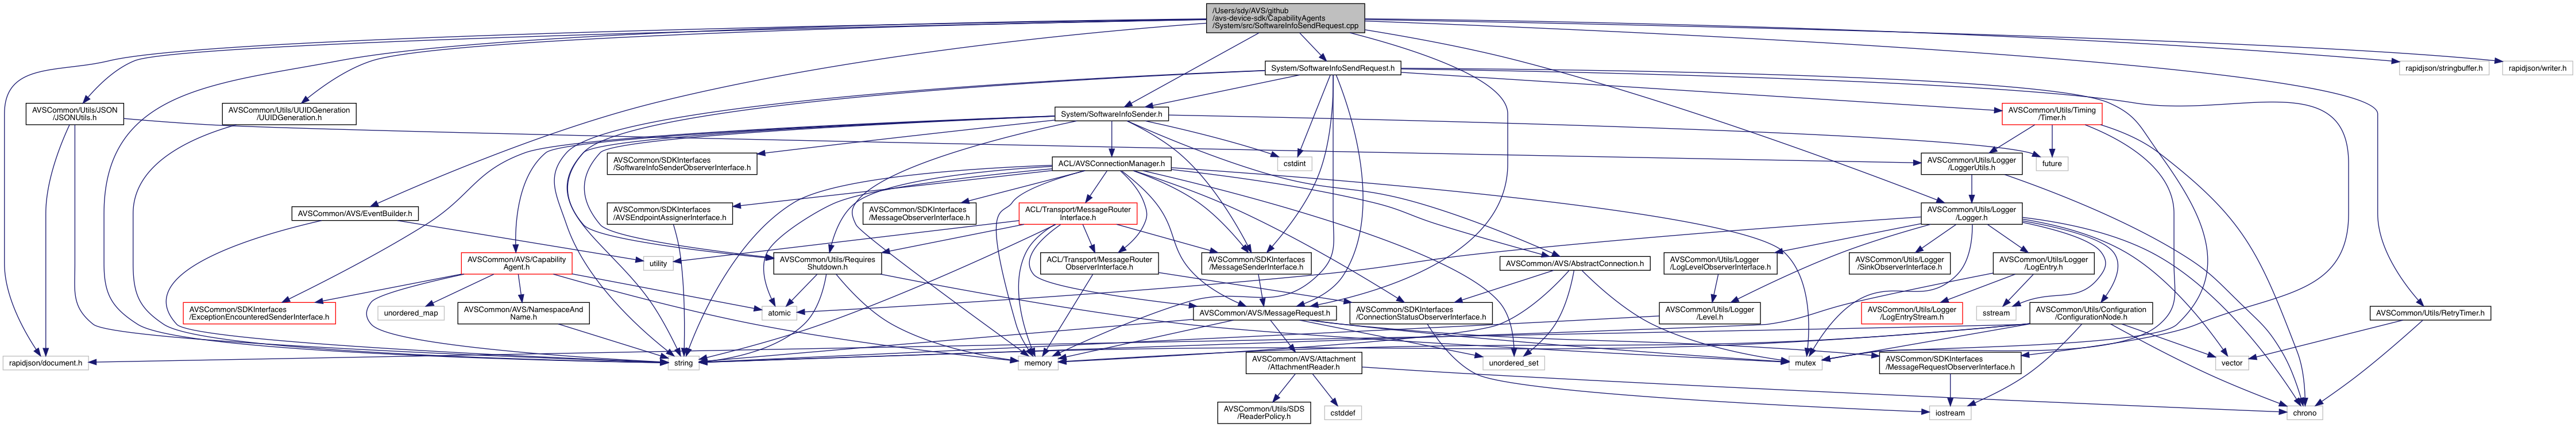 /Users/sdy/AVS/github
/avs-device-sdk/CapabilityAgents
/System/src/SoftwareInfoSendRequest.cpp
System/SoftwareInfoSendRequest.h
rapidjson/stringbuffer.h
rapidjson/writer.h
AVSCommon/Utils/JSON
/JSONUtils.h
AVSCommon/Utils/UUIDGeneration
/UUIDGeneration.h
System/SoftwareInfoSender.h
AVSCommon/Utils/Timing
/Timer.h
AVSCommon/SDKInterfaces
/SoftwareInfoSenderObserverInterface.h
ACL/AVSConnectionManager.h
cstdint
AVSCommon/Utils/Logger
/LoggerUtils.h
future
AVSCommon/AVS/EventBuilder.h
AVSCommon/SDKInterfaces
/AVSEndpointAssignerInterface.h
AVSCommon/SDKInterfaces
/MessageObserverInterface.h
ACL/Transport/MessageRouter
Interface.h
AVSCommon/Utils/Logger
/Logger.h
AVSCommon/AVS/Capability
Agent.h
utility
AVSCommon/Utils/Requires
Shutdown.h
ACL/Transport/MessageRouter
ObserverInterface.h
AVSCommon/SDKInterfaces
/MessageSenderInterface.h
AVSCommon/AVS/AbstractConnection.h
AVSCommon/Utils/Logger
/LogLevelObserverInterface.h
AVSCommon/Utils/Logger
/SinkObserverInterface.h
AVSCommon/Utils/Logger
/LogEntry.h
AVSCommon/SDKInterfaces
/ExceptionEncounteredSenderInterface.h
unordered_map
AVSCommon/AVS/NamespaceAnd
Name.h
atomic
AVSCommon/AVS/MessageRequest.h
AVSCommon/SDKInterfaces
/ConnectionStatusObserverInterface.h
AVSCommon/Utils/Logger
/Level.h
AVSCommon/Utils/Logger
/LogEntryStream.h
sstream
AVSCommon/Utils/Configuration
/ConfigurationNode.h
AVSCommon/Utils/RetryTimer.h
rapidjson/document.h
string
memory
AVSCommon/AVS/Attachment
/AttachmentReader.h
unordered_set
mutex
AVSCommon/SDKInterfaces
/MessageRequestObserverInterface.h
vector
AVSCommon/Utils/SDS
/ReaderPolicy.h
cstddef
iostream
chrono